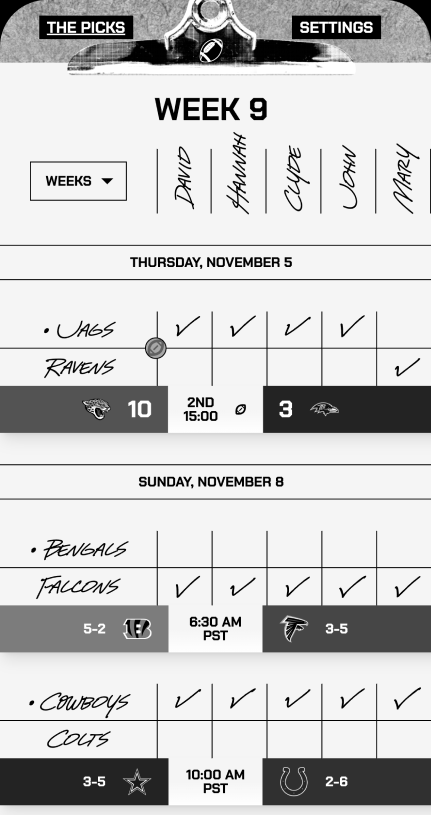 THE PICKS
SETTINGS
WEEK 9
WEEKS
DAVID
HANNAH
CLYDE
JOHN
MARY
THURSDAY, NOVEMBER 5
• JAGS
RAVENS
10
2ND
15:00
3
SUNDAY, NOVEMBER 8
• BENGALS
FALCONS
5-2
6:30 AM
PST
3-5
• COWBOYS
COLTS
3-5
10:00 AM
PST
2-6